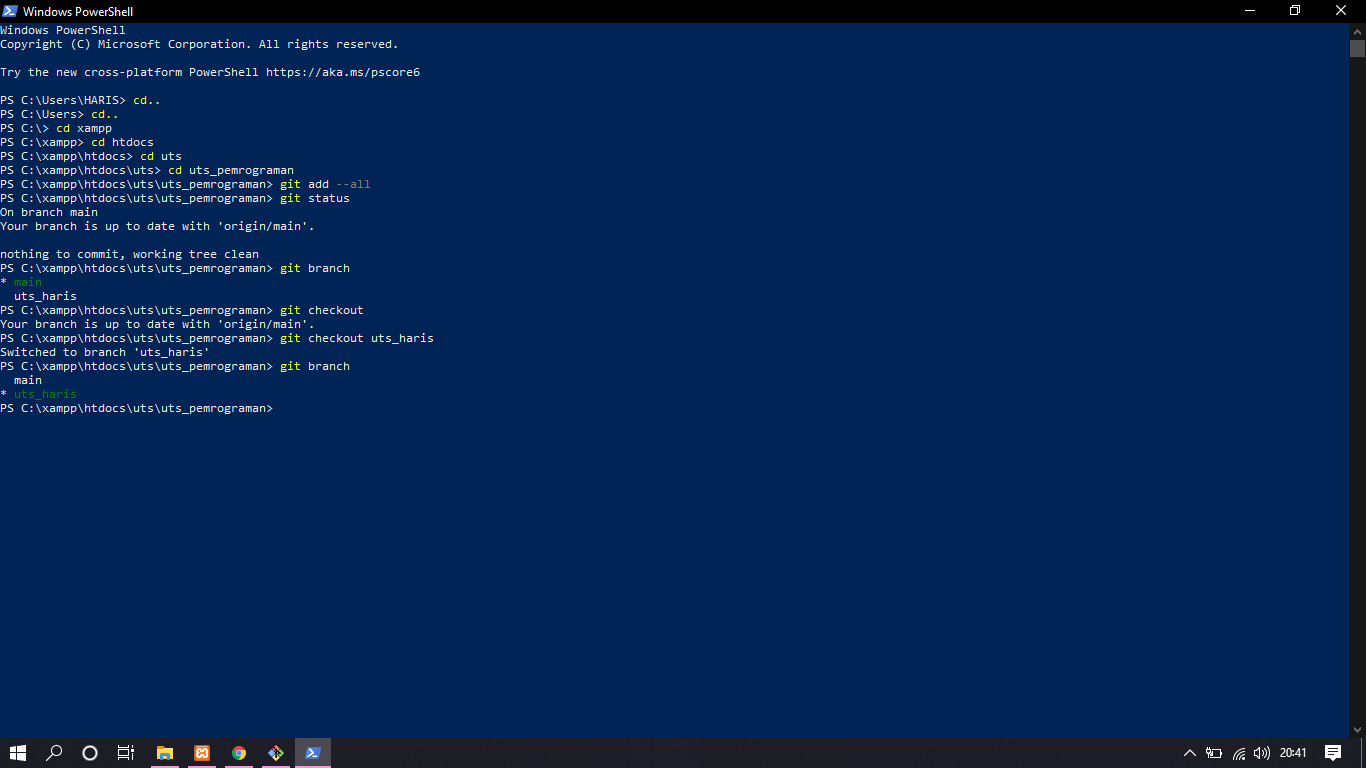 Windows PowerShell
Windows PowerShell
Copyright (C) Microsoft Corporation. All rights reserved.
Try the new cross-platform PowerShell https://aka.ms/pscore6
PS C:\Users\HARIS> cd..
PS C:\Users> cd..
PS C:\> cd xampp
PS C:\xampp> cd htdocs
PS C:\xampp\htdocs> cd uts
PS C:\xampp\htdocs\uts> cd uts_pemrograman
PS C:\xampp\htdocs\uts\uts_pemrograman> git add --all
PS C:\xampp\htdocs\uts\uts_pemrograman> git status
On branch main
Your branch is up to date with 'origin/main'.
nothing to commit, working tree clean
PS C:\xampp\htdocs\uts\uts_pemrograman> git branch
* main
  uts_haris
PS C:\xampp\htdocs\uts\uts_pemrograman> git checkout
Your branch is up to date with 'origin/main'.
PS C:\xampp\htdocs\uts\uts_pemrograman> git checkout uts_haris
Switched to branch 'uts_haris'
PS C:\xampp\htdocs\uts\uts_pemrograman> git branch
  main
* uts_haris
PS C:\xampp\htdocs\uts\uts_pemrograman>
20:41